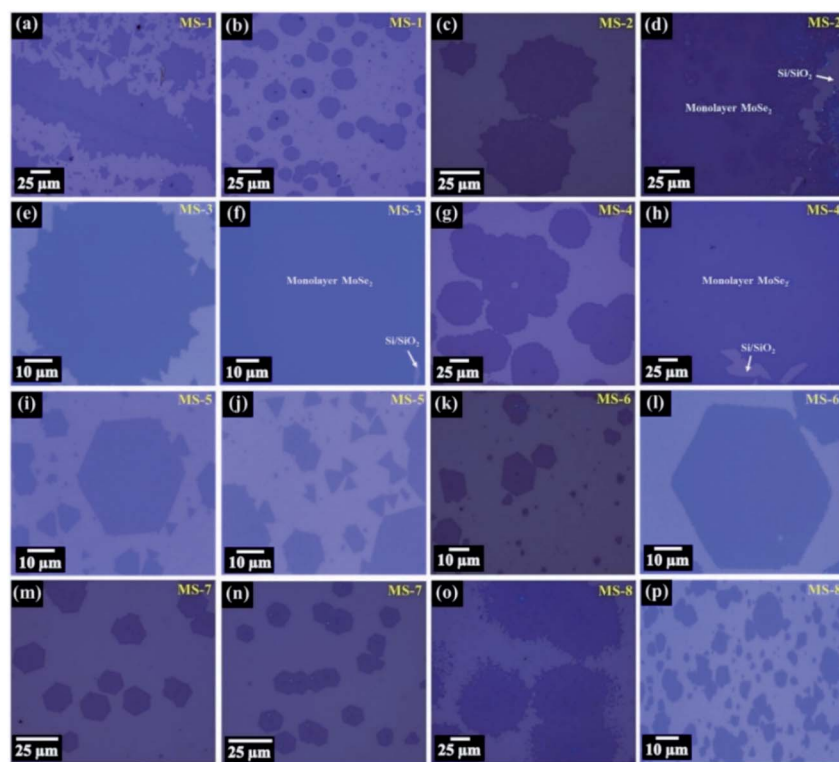 (a) MS-1
(b) MS-1
(c) MS-2
(d) MS-2
Si/SiO₂
Monolayer MoSe₂
25 µm
25 µm
25 µm
25 µm
(e) MS-3
(f) MS-3
(g) MS-4
(h) MS-4
Monolayer MoSe₂
Monolayer MoSe₂
Si/SiO₂
Si/SiO₂
10 µm
10 µm
25 µm
25 µm
(i) MS-5
(j) MS-5
(k) MS-6
(l) MS-6
10 µm
10 µm
10 µm
10 µm
(m) MS-7
(n) MS-7
(o) MS-8
(p) MS-8
25 µm
25 µm
25 µm
10 µm